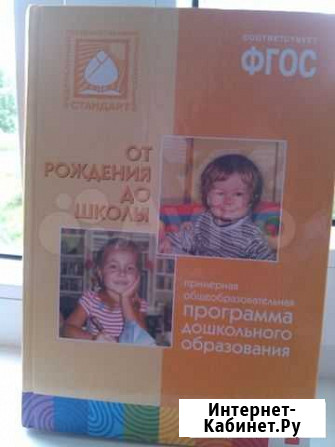 СООТВЕТСТВУЕТ
ФГОС
СТАНДАРТ
ОТ
РОЖДЕНИЯ
ДО
ШКОЛЫ
примерная
общеобразовательная
программа
дошкольного
образования
Интернет-
Кабинет.Ру